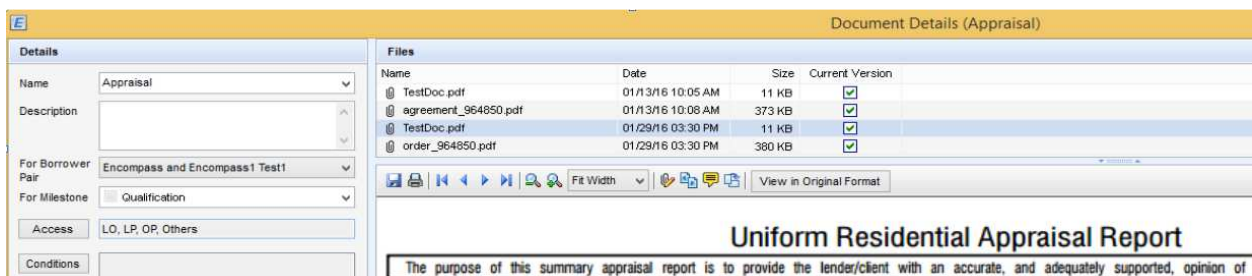 E
Document Details (Appraisal)
Details
Name
Appraisal
Description
For Borrower Pair
Encompass and Encompass1 Test1
For Milestone
Qualification
Access
LO, LP, OP, Others
Conditions
Files
Name Date Size Current Version
TestDoc.pdf 01/13/16 10:05 AM 11 KB
agreement_964850.pdf 01/13/16 10:08 AM 373 KB
TestDoc.pdf 01/29/16 03:30 PM 11 KB
order_964850.pdf 01/29/16 03:30 PM 380 KB
Fit Width
View in Original Format
Uniform Residential Appraisal Report
The purpose of this summary appraisal report is to provide the lender/client with an accurate, and adequately supported, opinion of